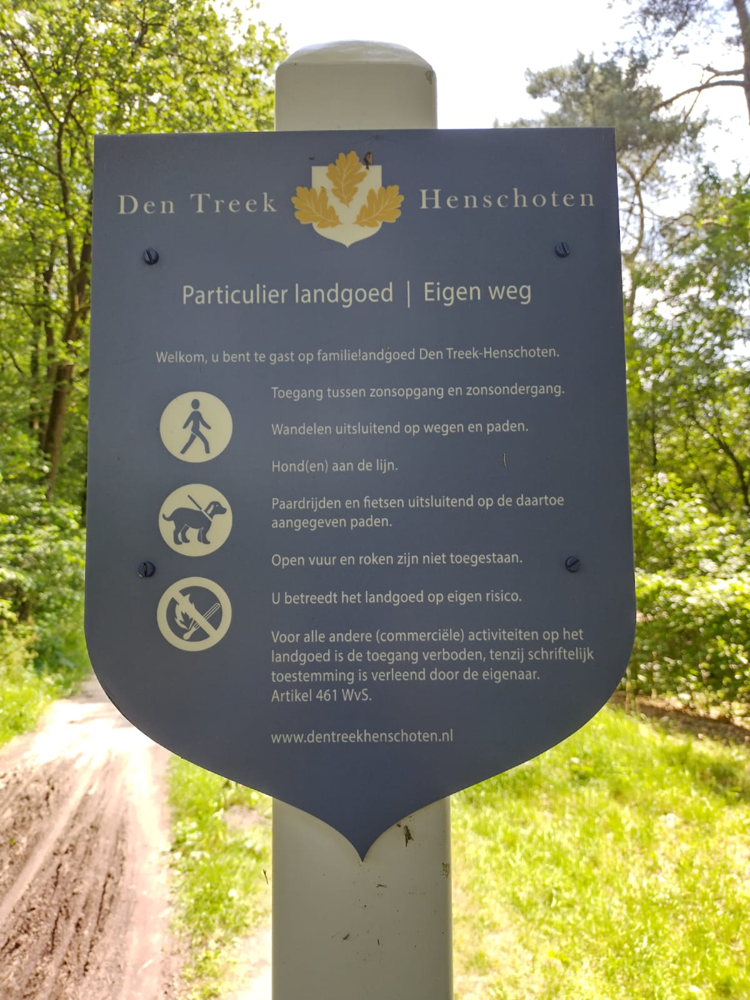 Den Treek Henschoten
Particulier landgoed | Eigen weg
Welkom, u bent te gast op familielandgoed Den Treek-Henschoten.
Toegang tussen zonsopgang en zonsondergang.
Wandelen uitsluitend op wegen en paden.
Hond(en) aan de lijn.
Paardrijden en fietsen uitsluitend op de daartoe
aangegeven paden.
Open vuur en roken zijn niet toegestaan.
U betreedt het landgoed op eigen risico.
Voor alle andere (commerciële) activiteiten op het
landgoed is de toegang verboden, tenzij schriftelijk
toestemming is verleend door de eigenaar.
Artikel 461 WvS.
www.dentreekhenschoten.nl